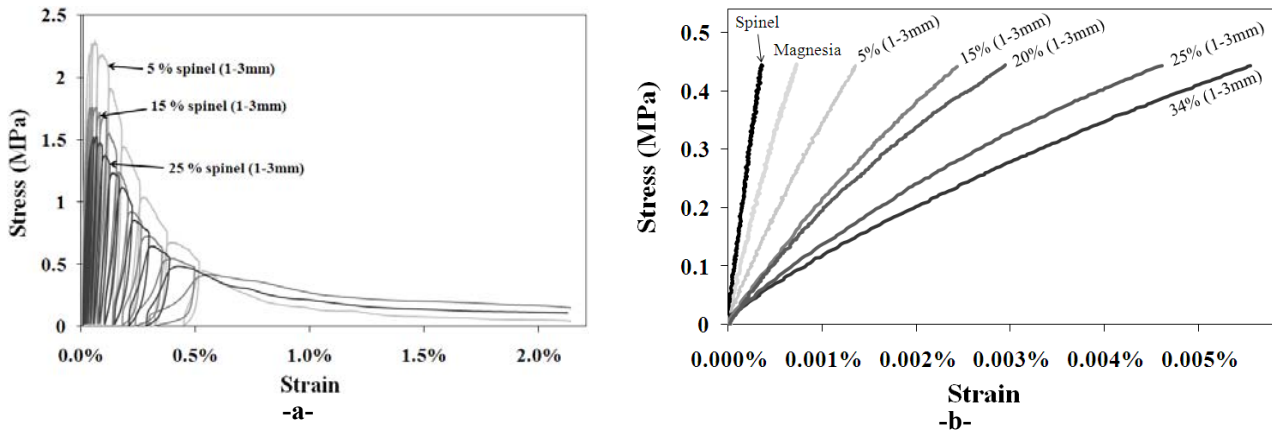 2.5
2
1.5
1
0.5
0
Stress (MPa)
5 % spinel (1-3mm)
15 % spinel (1-3mm)
25 % spinel (1-3mm)
0.0% 0.5% 1.0% 1.5% 2.0%
Strain
-a-
0.5
0.4
0.3
0.2
0.1
0
Stress (MPa)
Spinel
Magnesia
5% (1-3mm)
15% (1-3mm)
20% (1-3mm)
25% (1-3mm)
34% (1-3mm)
0.000% 0.001% 0.002% 0.003% 0.004% 0.005%
Strain
-b-